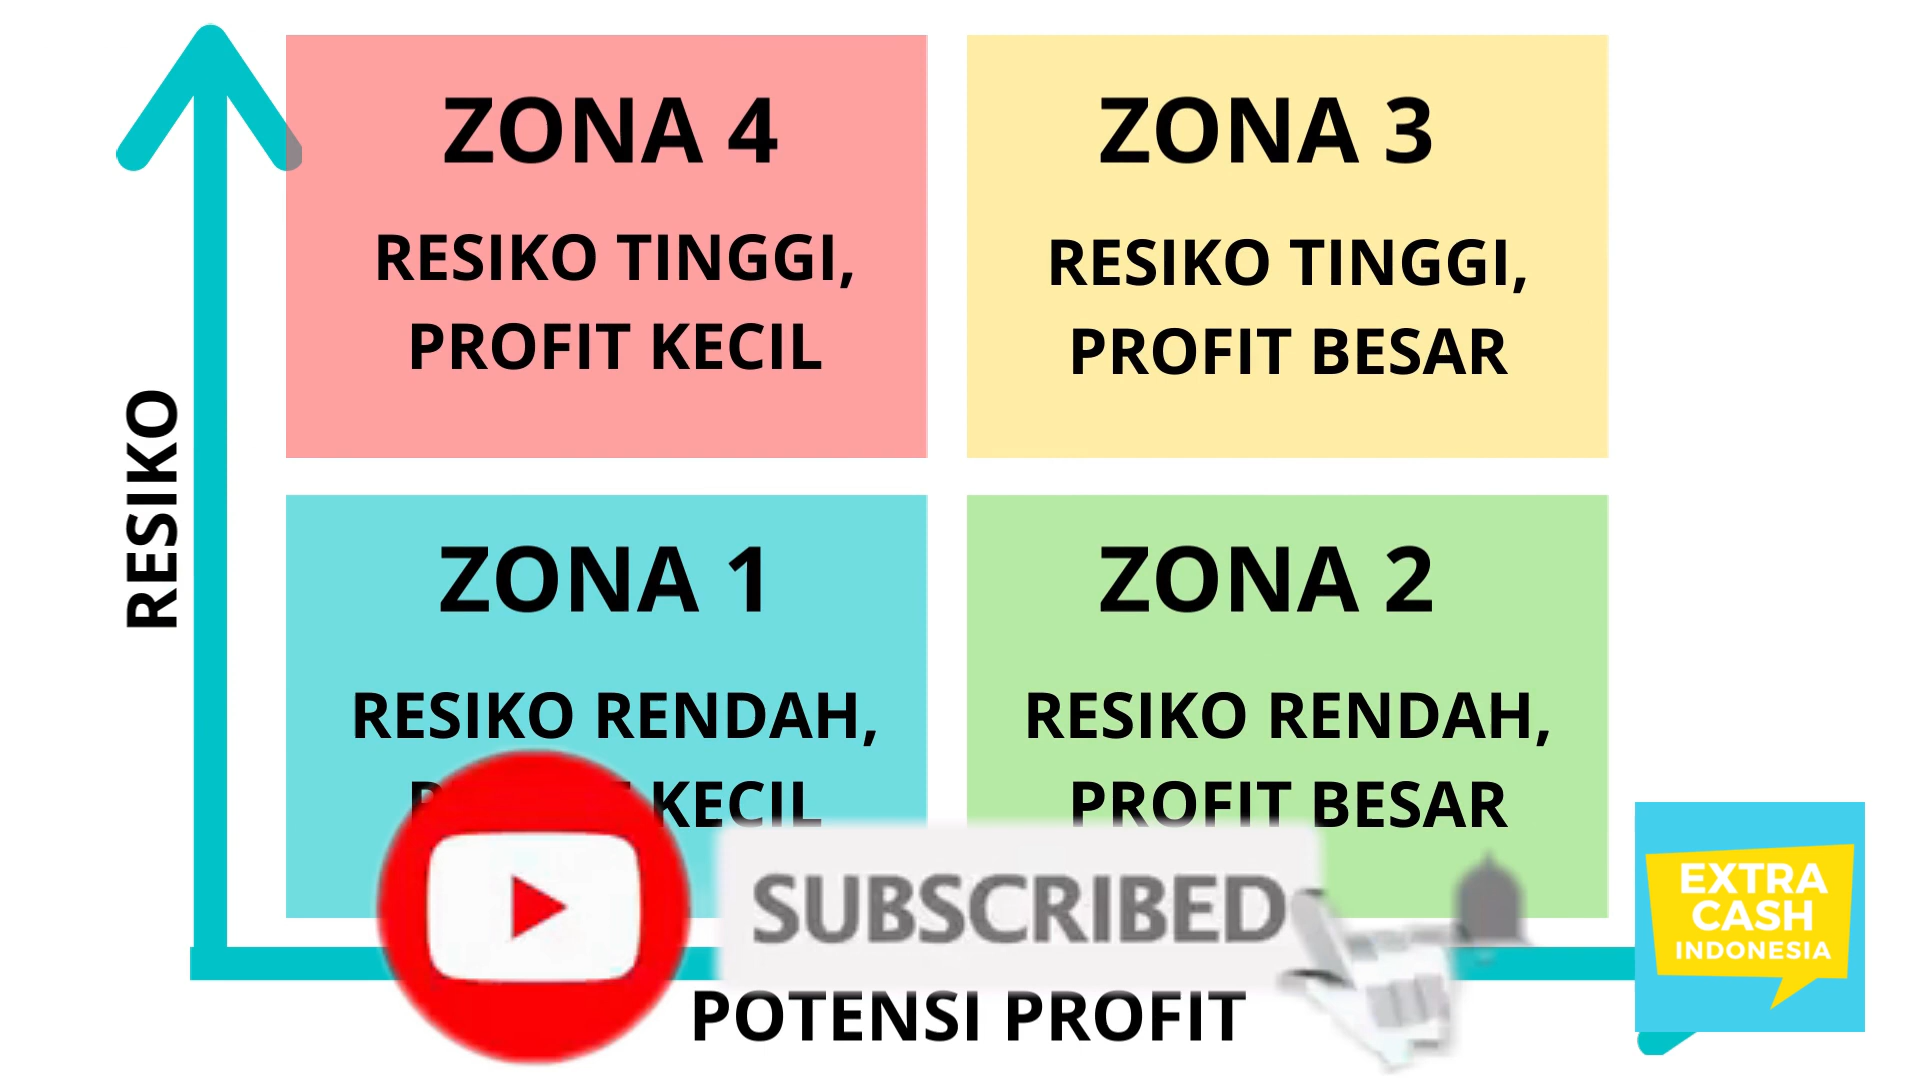 ZONA 4
RESIKO TINGGI,
PROFIT KECIL
ZONA 3
RESIKO TINGGI,
PROFIT BESAR
RESIKO
ZONA 1
RESIKO RENDAH,
KECIL
ZONA 2
RESIKO RENDAH,
PROFIT BESAR
SUBSCRIBED
POTENSI PROFIT
EXTRA
CASH
INDONESIA